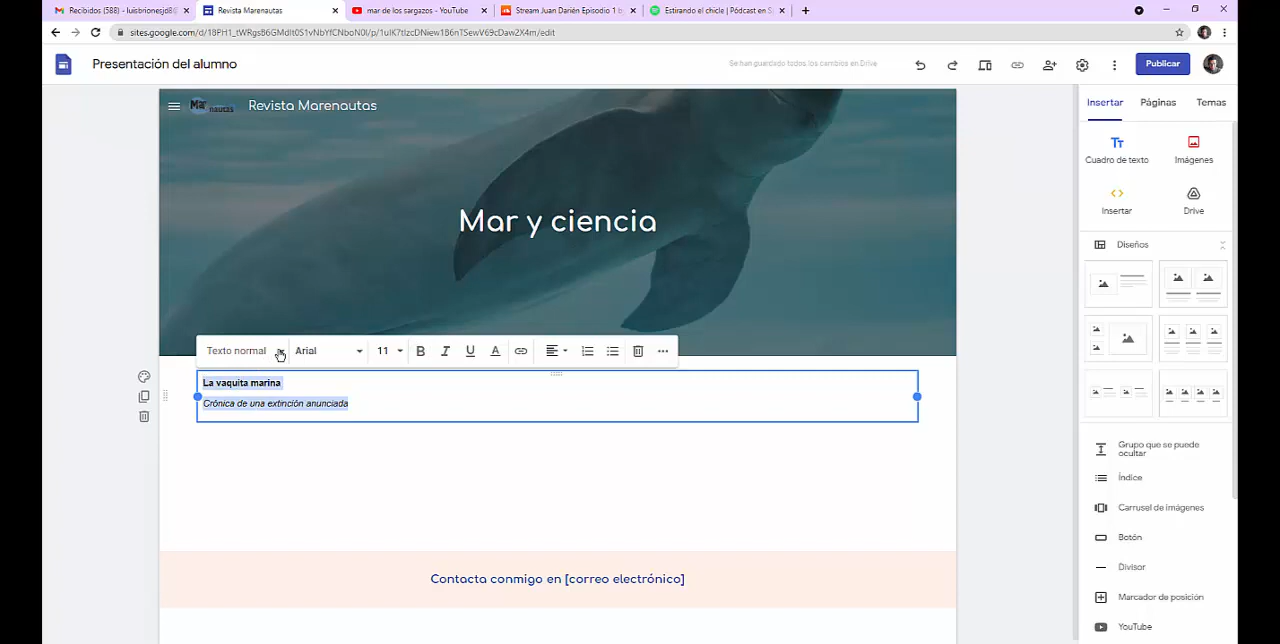 Recibidos (588) - luisbrionesjd8@
Revista Marenautas
mar de los sargazos - YouTube
Stream Juan Darién Episodio 1 b
Estirando el chicle | Pódcast en S
sites.google.com/d/18PH1_tWRgsB6GMdIt0S1vNbYfCNboN0l/p/1uIK7tIzcDNiew1B6nTSewV69cDaw2X4m/edit
Presentación del alumno
Se han guardado todos los cambios en Drive
Publicar
Mar
nautas
Revista Marenautas
Insertar
Páginas
Temas
Cuadro de texto
Imágenes
Insertar
Drive
Mar y ciencia
Diseños
Texto normal
Arial
11
B I U A
La vaquita marina
Crónica de una extinción anunciada
Grupo que se puede
ocultar
Índice
Carrusel de imágenes
Botón
Divisor
Contacta conmigo en [correo electrónico]
Marcador de posición
YouTube